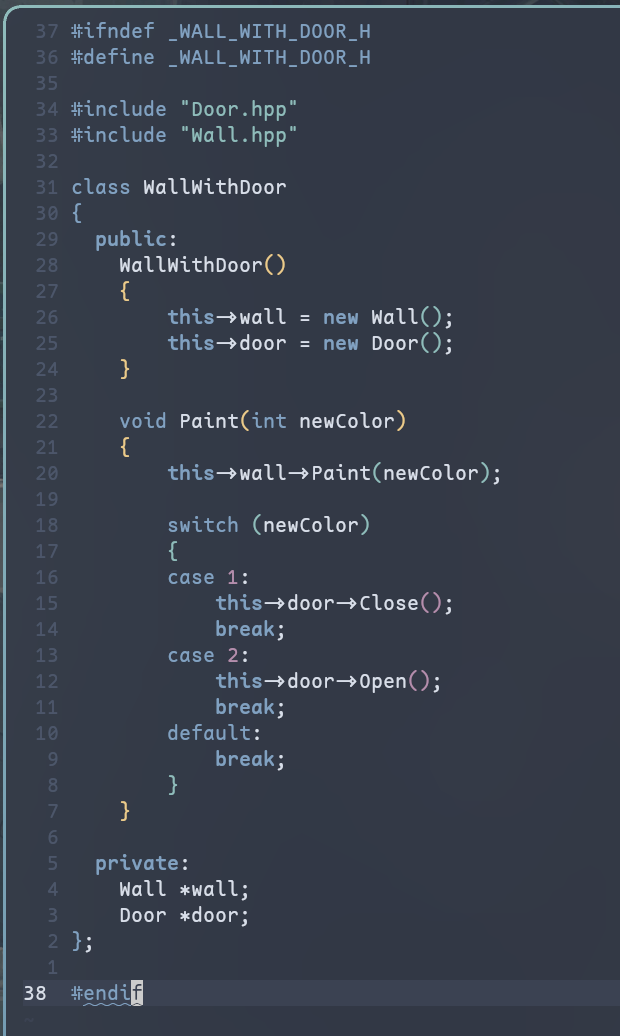 37 #ifndef _WALL_WITH_DOOR_H
36 #define _WALL_WITH_DOOR_H
35
34 #include "Door.hpp"
33 #include "Wall.hpp"
32
31 class WallWithDoor
30 {
29   public:
28     WallWithDoor()
27     {
26         this->wall = new Wall();
25         this->door = new Door();
24     }
23
22     void Paint(int newColor)
21     {
20         this->wall->Paint(newColor);
19
18         switch (newColor)
17         {
16         case 1:
15             this->door->Close();
14             break;
13         case 2:
12             this->door->Open();
11             break;
10         default:
9             break;
8         }
7     }
6
5   private:
4     Wall *wall;
3     Door *door;
2 };
1
38 #endif
~